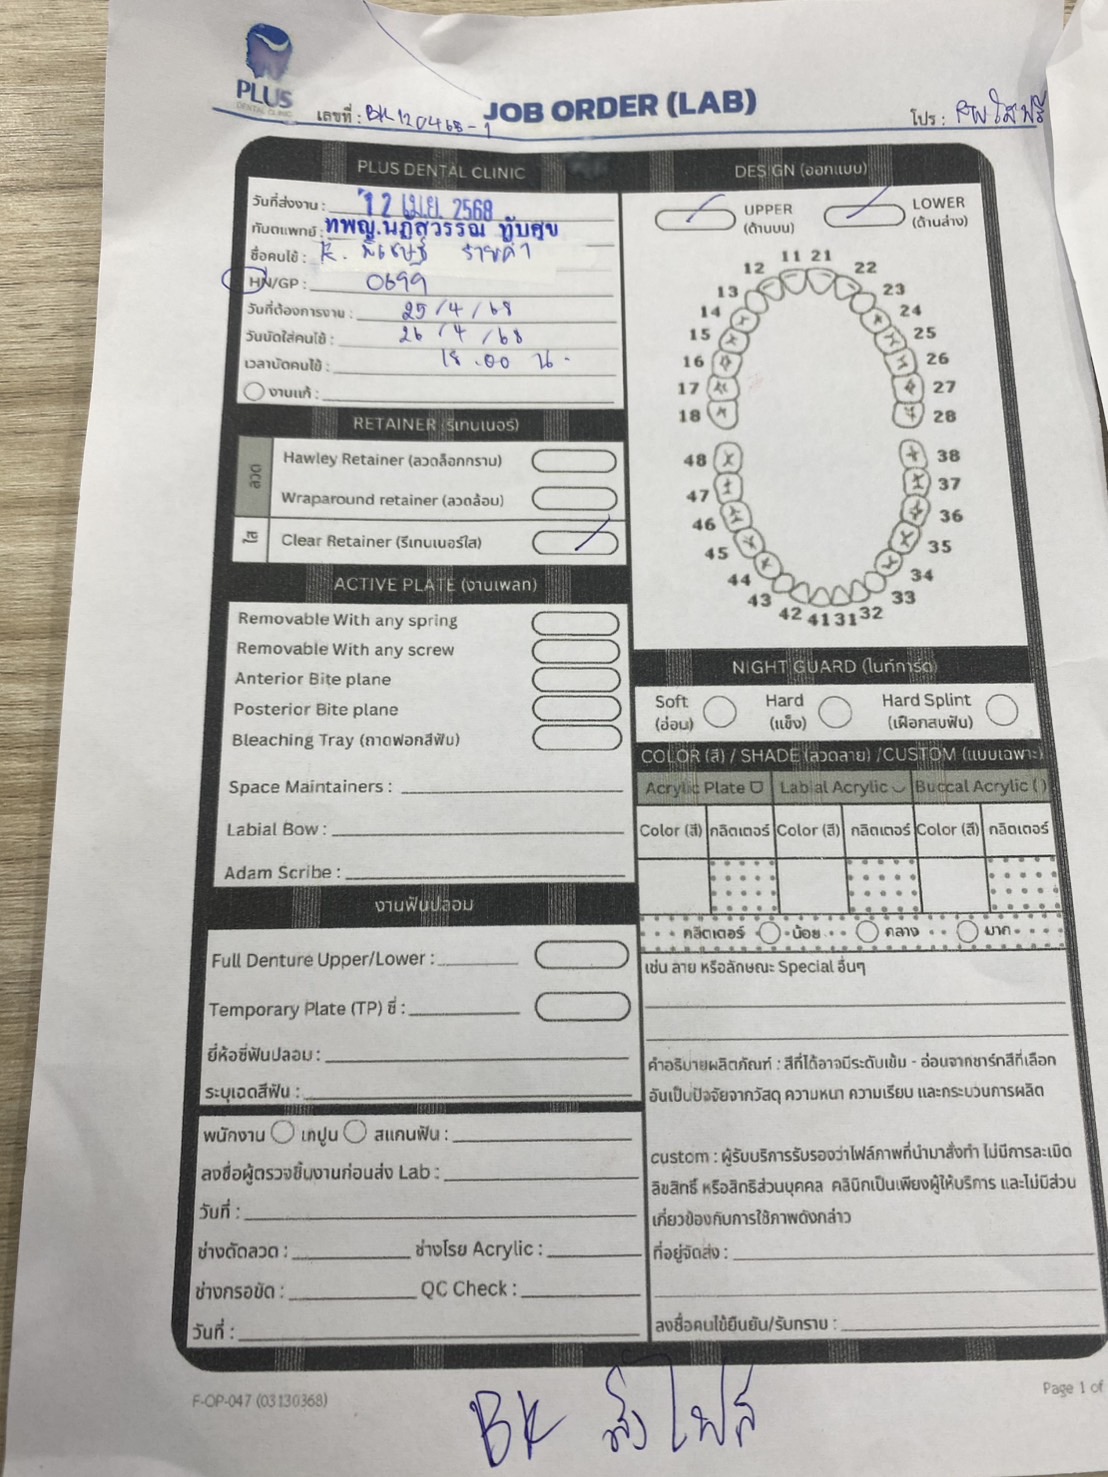 PLUS
DENTAL CLINIC
เลขที่ : BK120468-1
JOB ORDER (LAB)
โปร : ใสฟรี
PLUS DENTAL CLINIC
วันที่ส่งงาน : 12 เม.ย. 2568
ทันตแพทย์ : ทพญ.นภัสวรรณ ทับศุข
ชื่อคนไข้ : K.
HN/GP : 0699
วันที่ต้องการงาน : 25/4/68
วันนัดใส่คนไข้ : 26/4/68
เวลานัดคนไข้ : 18.00 น.
งานแก้ :
RETAINER (รีเทนเนอร์)
ลวด
Hawley Retainer (ลวดล็อกกราม)
Wraparound retainer (ลวดล้อม)
ใส
Clear Retainer (รีเทนเนอร์ใส)
ACTIVE PLATE (งานเพลท)
Removable With any spring
Removable With any screw
Anterior Bite plane
Posterior Bite plane
Bleaching Tray (ถาดฟอกสีฟัน)
Space Maintainers :
Labial Bow :
Adam Scribe :
งานฟันปลอม
Full Denture Upper/Lower :
Temporary Plate (TP) ซี่ :
ยี่ห้อซี่ฟันปลอม :
ระบุเฉดสีฟัน :
พนักงาน เทปูน สแกนฟัน :
ลงชื่อผู้ตรวจชิ้นงานก่อนส่ง Lab :
วันที่ :
ช่างดัดลวด : ช่างโรย Acrylic :
ช่างกรอขัด : QC Check :
วันที่ :
DESIGN (ออกแบบ)
UPPER
(ด้านบน)
LOWER
(ด้านล่าง)
11 21
12 22
13 23
14 24
15 25
16 26
17 27
18 28
48 38
47 37
46 36
45 35
44 34
43 33
42 41 31 32
NIGHT GUARD (ไนท์การ์ด)
Soft
(อ่อน)
Hard
(แข็ง)
Hard Splint
(เฝือกสบฟัน)
COLOR (สี) / SHADE (ลวดลาย) /CUSTOM (แบบเฉพาะ)
Acrylic Plate Labial Acrylic Buccal Acrylic ( )
Color (สี) กลิตเตอร์ Color (สี) กลิตเตอร์ Color (สี) กลิตเตอร์
กลิตเตอร์ น้อย กลาง มาก
เช่น ลาย หรือลักษณะ Special อื่นๆ
คำอธิบายผลิตภัณฑ์ : สีที่ได้อาจมีระดับเข้ม - อ่อนจากชาร์ทสีที่เลือก
อันเป็นปัจจัยจากวัสดุ ความหนา ความเรียบ และกระบวนการผลิต
custom : ผู้รับบริการรับรองว่าไฟล์ภาพที่นำมาสั่งทำ ไม่มีการละเมิด
ลิขสิทธิ์ หรือสิทธิส่วนบุคคล คลินิกเป็นเพียงผู้ให้บริการ และไม่มีส่วน
เกี่ยวข้องกับการใช้ภาพดังกล่าว
ที่อยู่จัดส่ง :
ลงชื่อคนไข้ยืนยัน/รับทราบ :
F-OP-047 (03130368)
Page 1 of
BK ส่งไฟล์